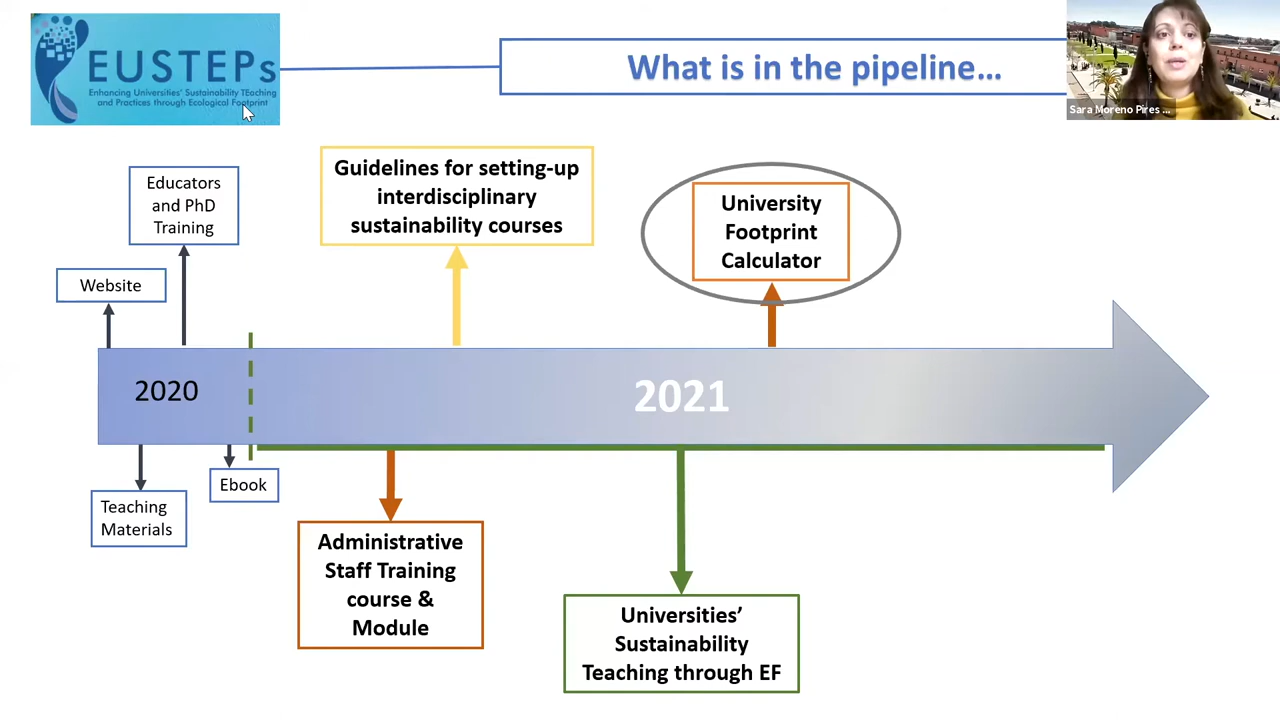 EUSTEPs
Enhancing Universities' Sustainability TEaching
and Practices through Ecological Footprint
What is in the pipeline...
Sara Moreno Pires ...
Educators
and PhD
Training
Guidelines for setting-up
interdisciplinary
sustainability courses
University
Footprint
Calculator
Website
2020
2021
Teaching
Materials
Ebook
Administrative
Staff Training
course &
Module
Universities'
Sustainability
Teaching through EF